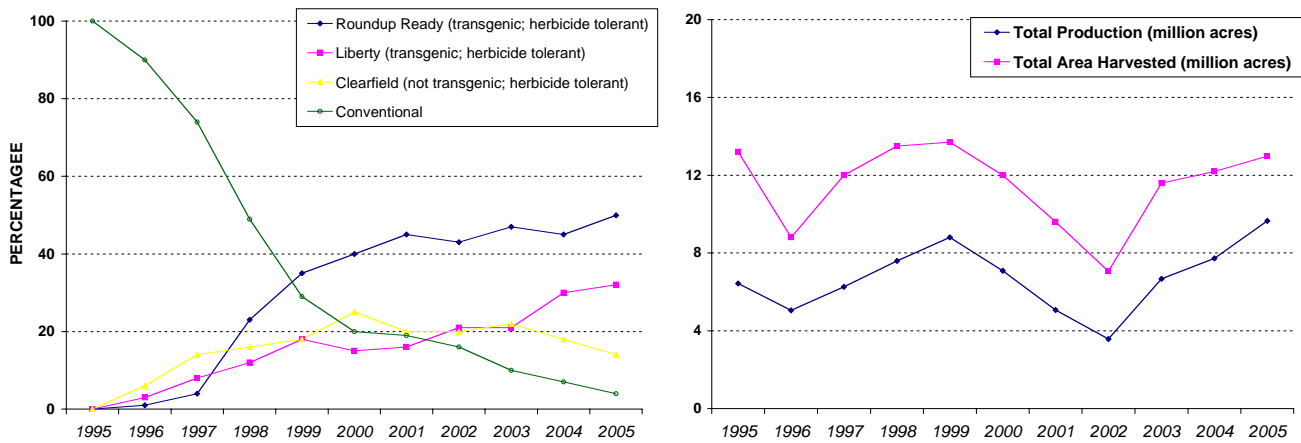 PERCENTAGEE
100
80
60
40
20
0
Roundup Ready (transgenic; herbicide tolerant)
Liberty (transgenic; herbicide tolerant)
Clearfield (not transgenic; herbicide tolerant)
Conventional
1995 1996 1997 1998 1999 2000 2001 2002 2003 2004 2005
20
16
12
8
4
0
Total Production (million acres)
Total Area Harvested (million acres)
1995 1996 1997 1998 1999 2000 2001 2002 2003 2004 2005